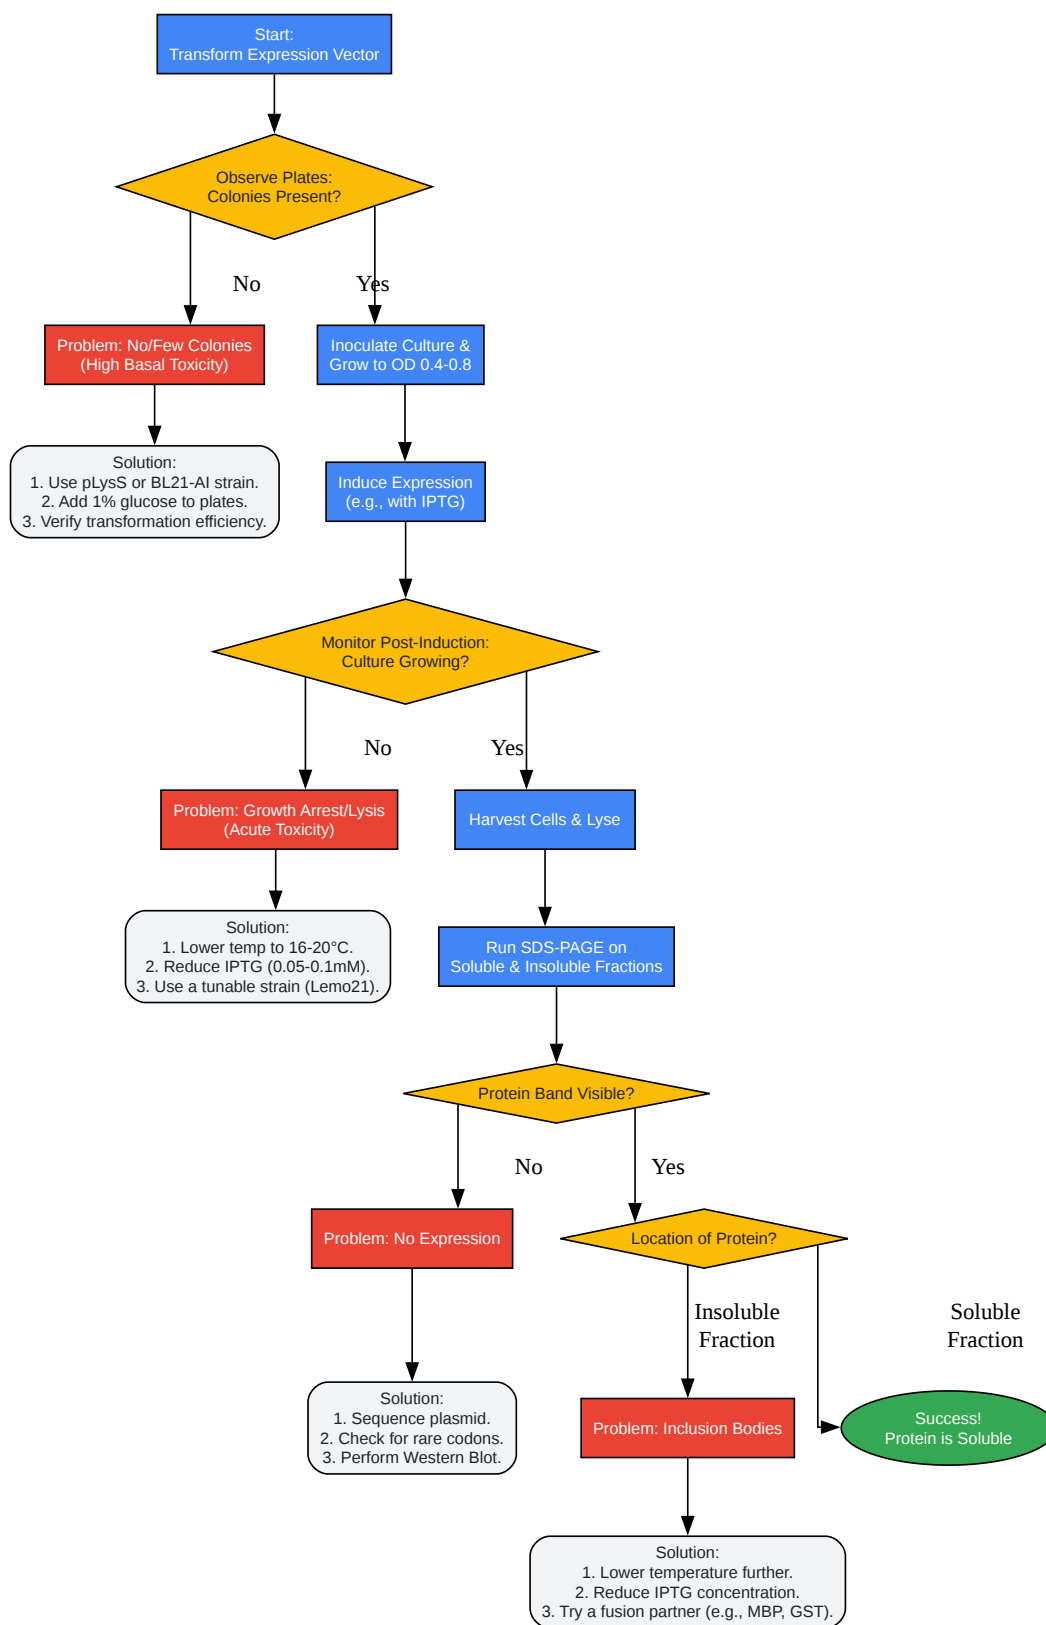 Start:
Transform Expression Vector
Observe Plates:
Colonies Present?
No
Yes
Problem: No/Few Colonies
(High Basal Toxicity)
Inoculate Culture &
Grow to OD 0.4-0.8
Solution:
1. Use pLysS or BL21-AI strain.
2. Add 1% glucose to plates.
3. Verify transformation efficiency.
Induce Expression
(e.g., with IPTG)
Monitor Post-Induction:
Culture Growing?
No
Yes
Problem: Growth Arrest/Lysis
(Acute Toxicity)
Harvest Cells & Lyse
Solution:
1. Lower temp to 16-20°C.
2. Reduce IPTG (0.05-0.1mM).
3. Use a tunable strain (Lemo21).
Run SDS-PAGE on
Soluble & Insoluble Fractions
Protein Band Visible?
No
Yes
Problem: No Expression
Location of Protein?
Insoluble
Fraction
Soluble
Fraction
Solution:
1. Sequence plasmid.
2. Check for rare codons.
3. Perform Western Blot.
Problem: Inclusion Bodies
Success!
Protein is Soluble
Solution:
1. Lower temperature further.
2. Reduce IPTG concentration.
3. Try a fusion partner (e.g., MBP, GST).